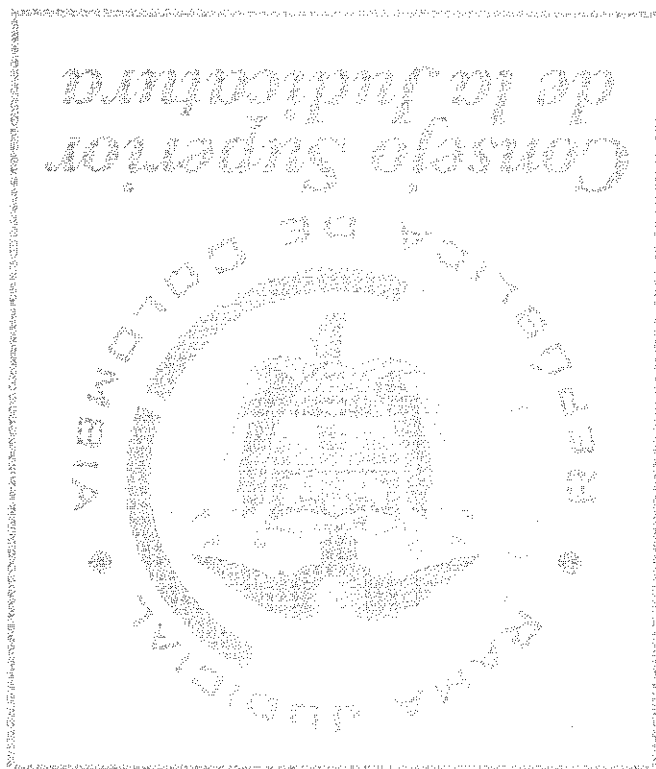 RAMA JUDICIAL
REPUBLICA DE COLOMBIA
Consejo Superior
de la Judicatura